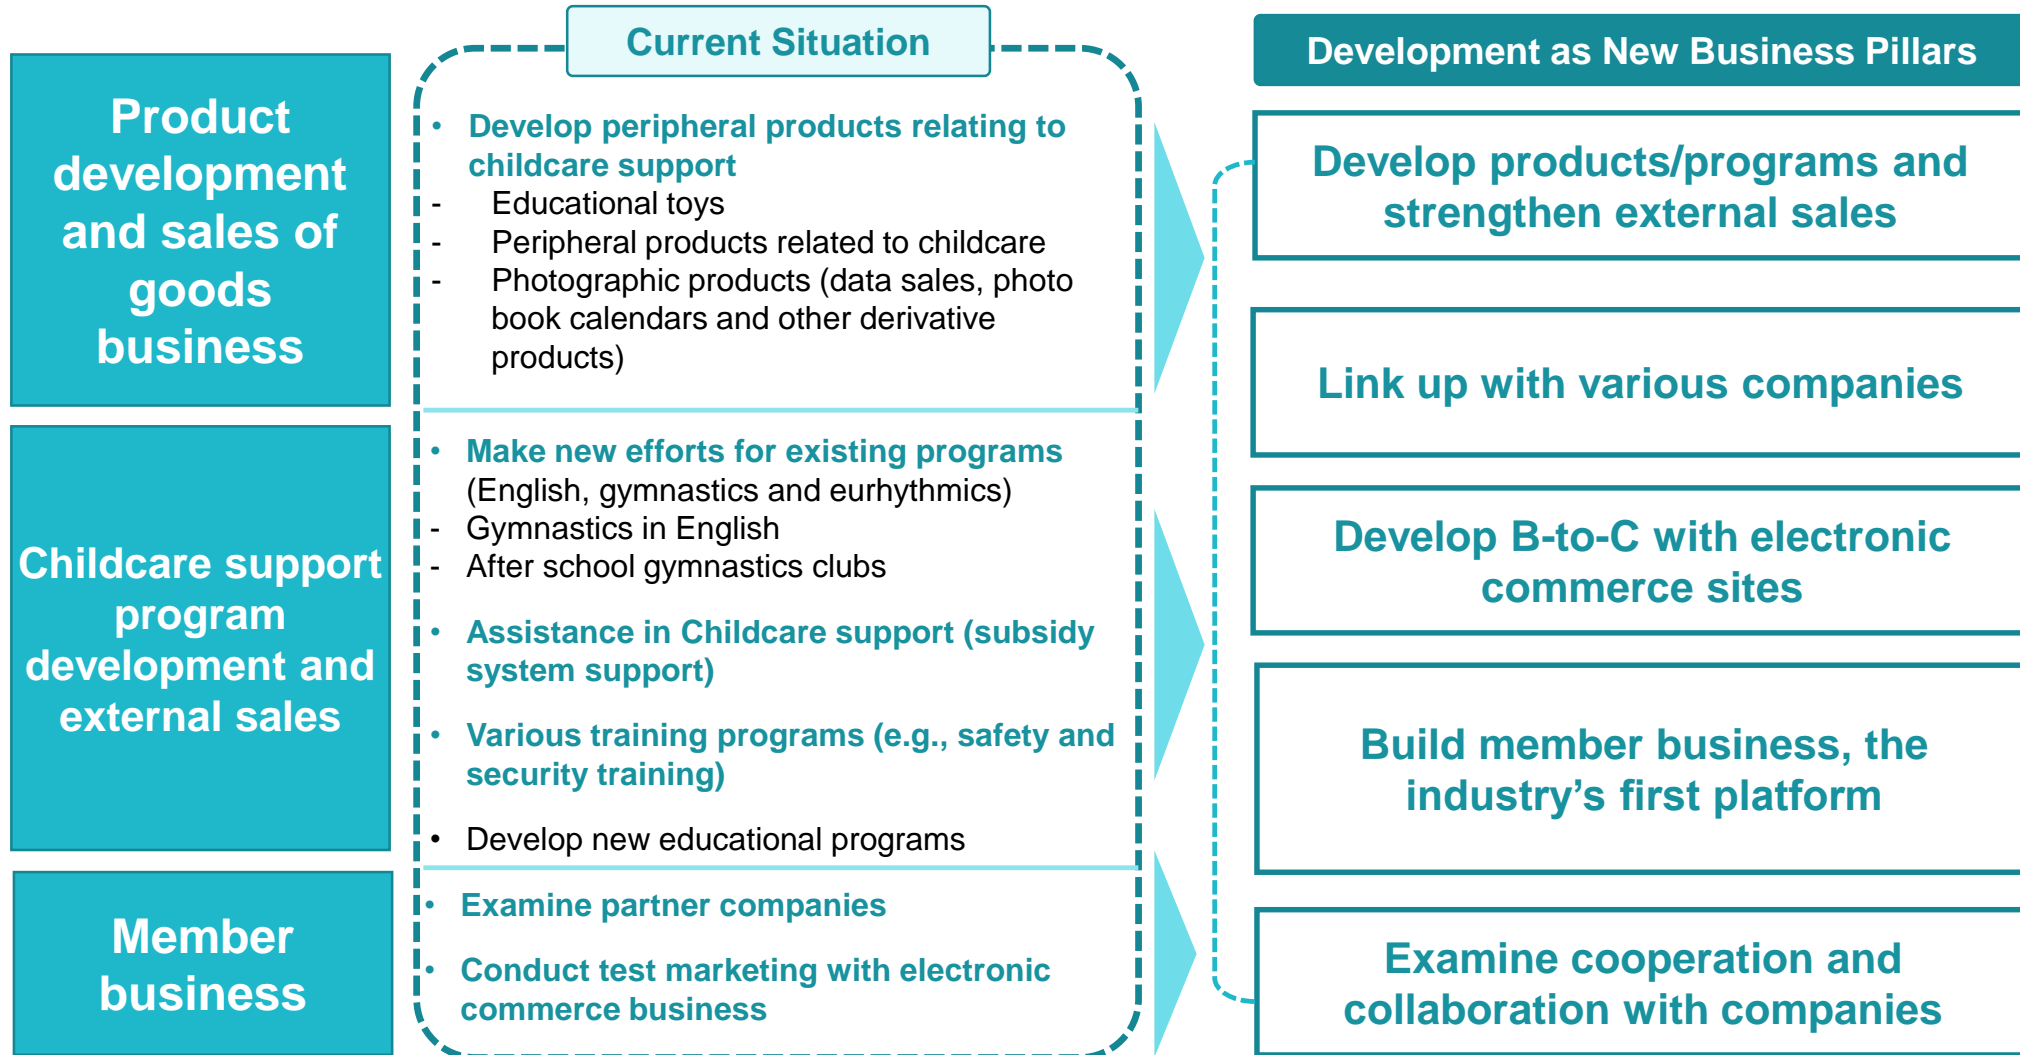 Product
development
and sales of
goods
business
Current Situation
• Develop peripheral products relating to
childcare support
- Educational toys
- Peripheral products related to childcare
- Photographic products (data sales, photo
book calendars and other derivative
products)
Childcare support
program
development and
external sales
• Make new efforts for existing programs
(English, gymnastics and eurhythmics)
- Gymnastics in English
- After school gymnastics clubs
• Assistance in Childcare support (subsidy
system support)
• Various training programs (e.g., safety and
security training)
• Develop new educational programs
Member
business
• Examine partner companies
• Conduct test marketing with electronic
commerce business
Development as New Business Pillars
Develop products/programs and
strengthen external sales
Link up with various companies
Develop B-to-C with electronic
commerce sites
Build member business, the
industry’s first platform
Examine cooperation and
collaboration with companies